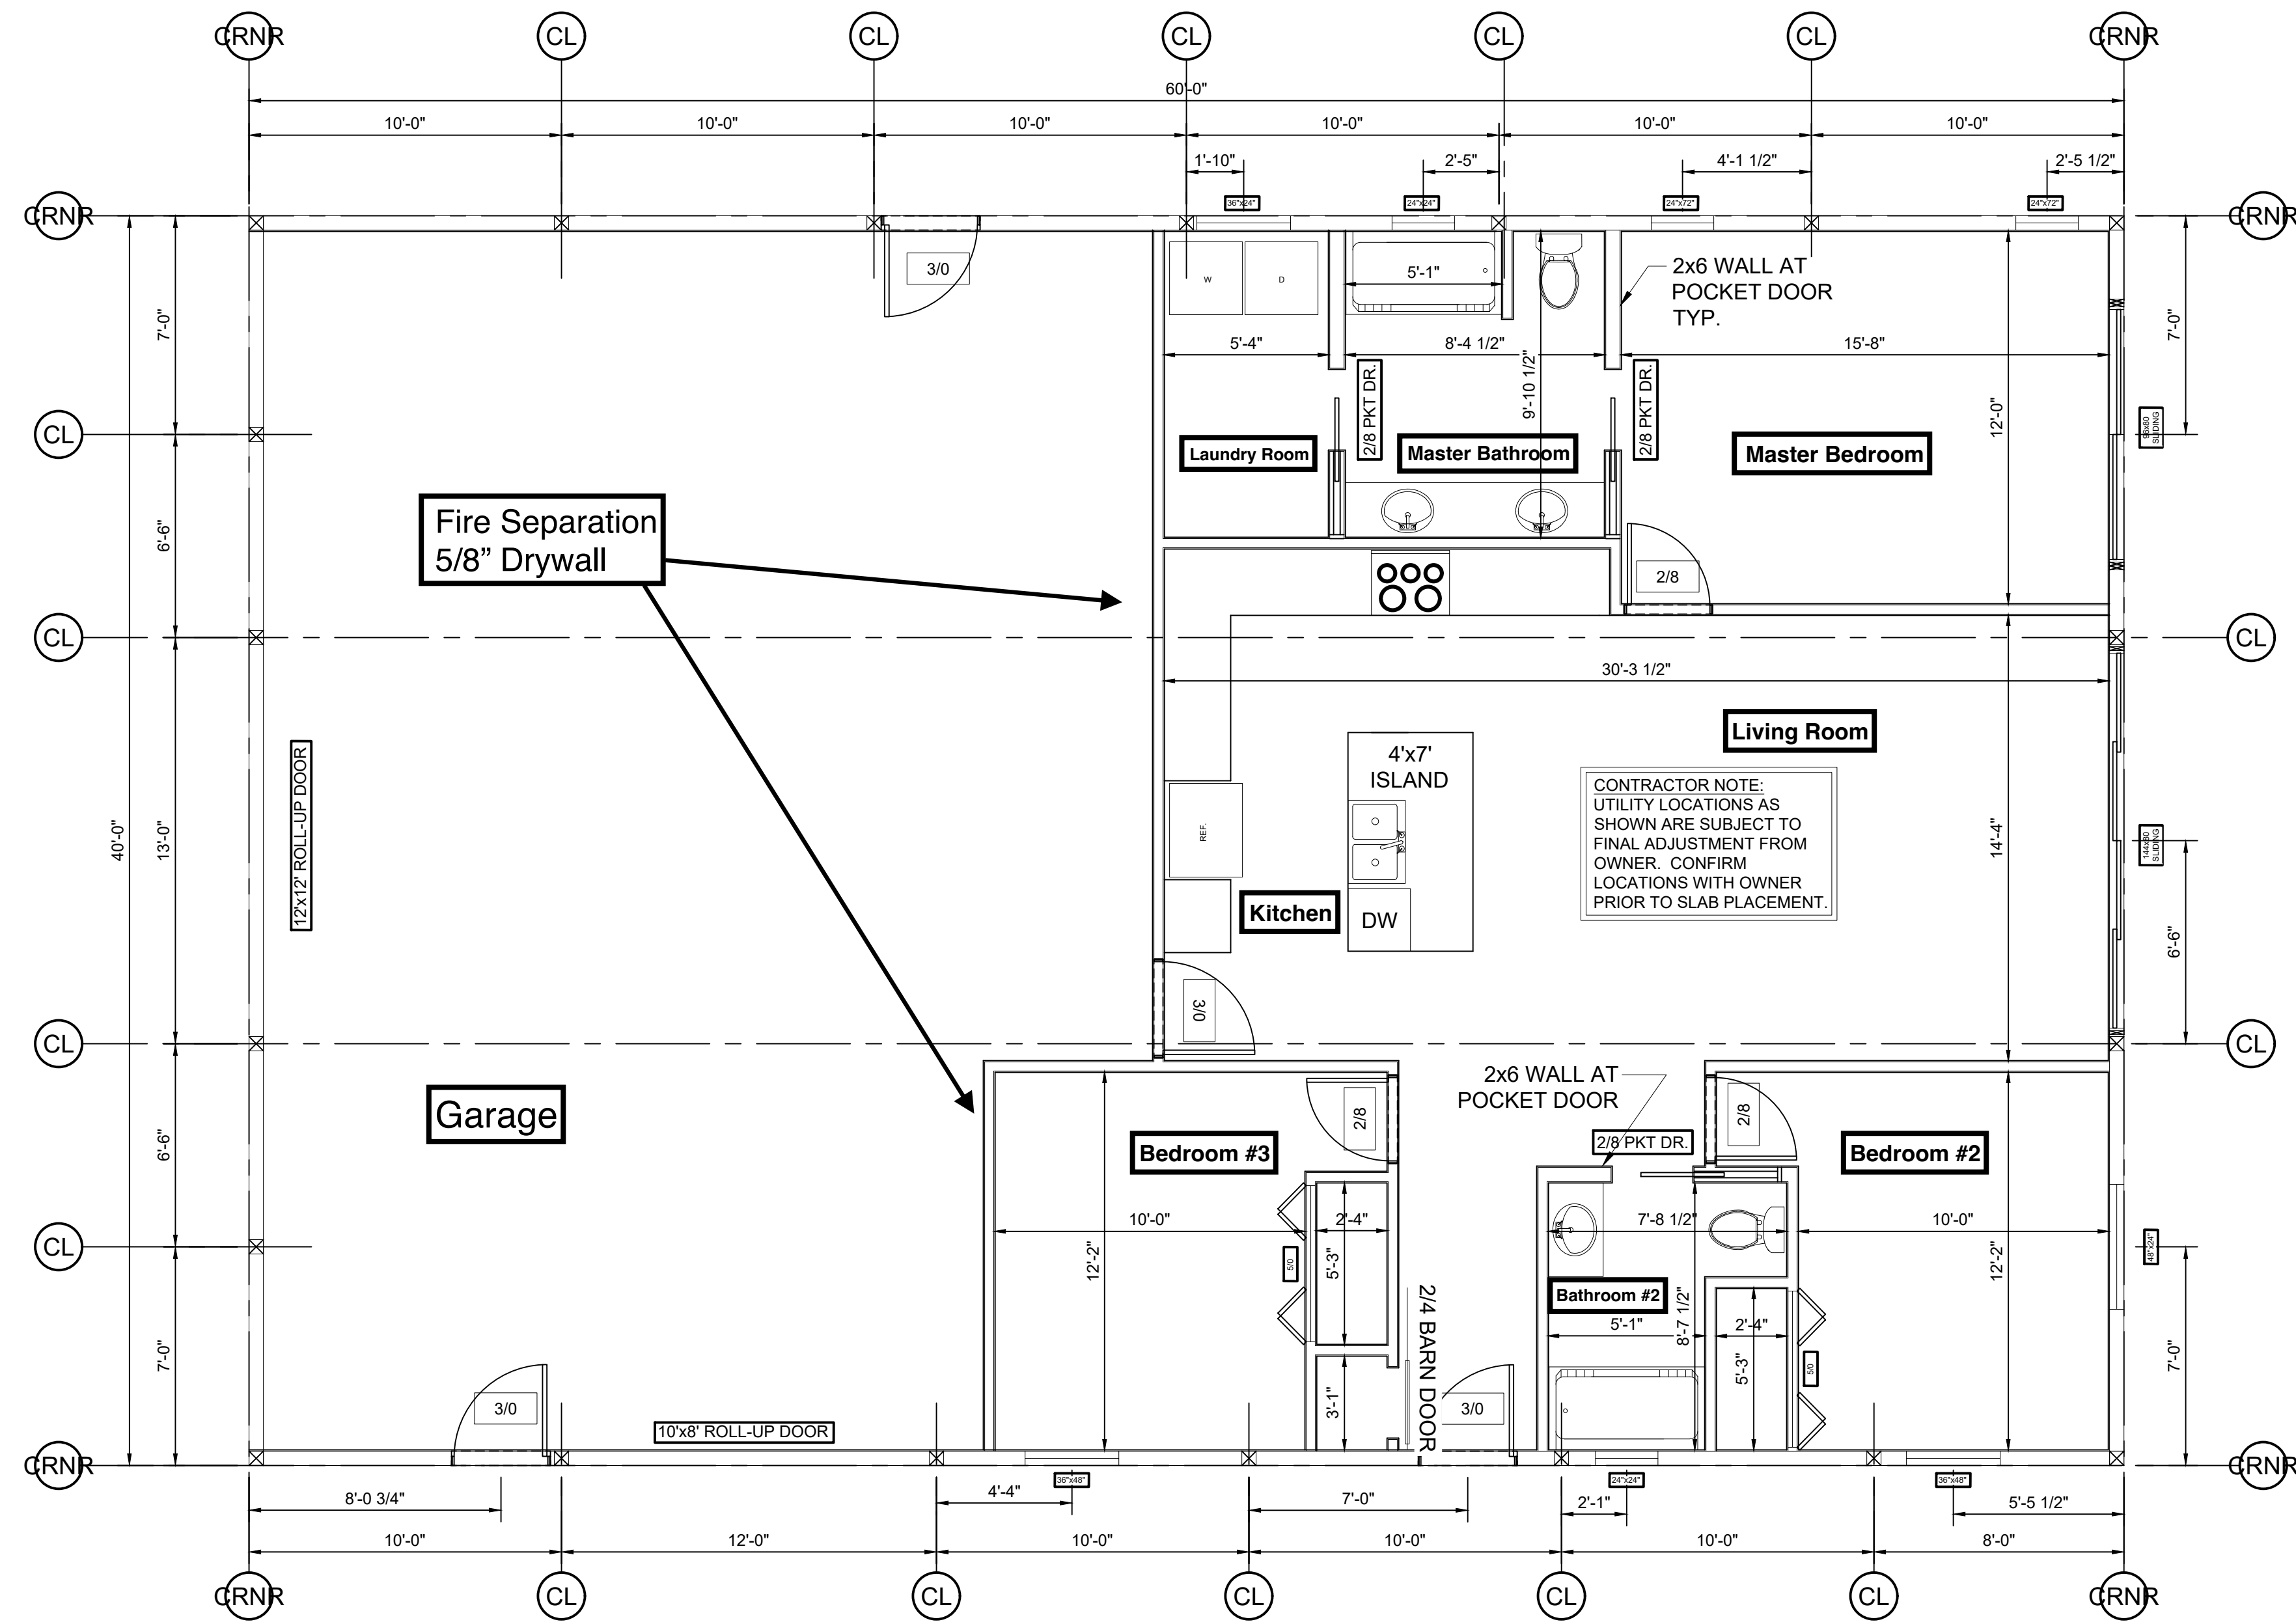 CRNR
CL
CL
CL
CL
CL
CRNR
60'-0"
10'-0"
10'-0"
10'-0"
10'-0"
10'-0"
10'-0"
1'-10"
2'-5"
4'-1 1/2"
2'-5 1/2"
36"x24"
24"x24"
24"x72"
24"x72"
CRNR
CRNR
3/0
W
D
5'-1"
2x6 WALL AT
POCKET DOOR
TYP.
7'-0"
7'-0"
5'-4"
8'-4 1/2"
15'-8"
9'-10 1/2"
2/8 PKT DR.
2/8 PKT DR.
12'-0"
CL
96x80
SLIDING
Laundry Room
Master Bathroom
Master Bedroom
Fire Separation
5/8” Drywall
6'-6"
2/8
CL
CL
30'-3 1/2"
Living Room
4'x7'
ISLAND
CONTRACTOR NOTE:
UTILITY LOCATIONS AS
SHOWN ARE SUBJECT TO
FINAL ADJUSTMENT FROM
OWNER.  CONFIRM
LOCATIONS WITH OWNER
PRIOR TO SLAB PLACEMENT.
40'-0"
13'-0"
12'x12' ROLL-UP DOOR
REF.
14'-4"
144x80
SLIDING
Kitchen
DW
6'-6"
3/0
CL
CL
Garage
2x6 WALL AT
POCKET DOOR
6'-6"
2/8
2/8
2/8 PKT DR.
Bedroom #3
Bedroom #2
10'-0"
2'-4"
7'-8 1/2"
10'-0"
CL
12'-2"
5/0
5'-3"
12'-2"
48"x24"
Bathroom #2
5'-1"
8'-7 1/2"
2'-4"
7'-0"
5'-3"
5/0
7'-0"
2/4 BARN DOOR
3'-1"
3/0
3/0
10'x8' ROLL-UP DOOR
CRNR
CRNR
36"x48"
24"x24"
36"x48"
8'-0 3/4"
4'-4"
7'-0"
2'-1"
5'-5 1/2"
10'-0"
12'-0"
10'-0"
10'-0"
10'-0"
8'-0"
CRNR
CL
CL
CL
CL
CL
CRNR